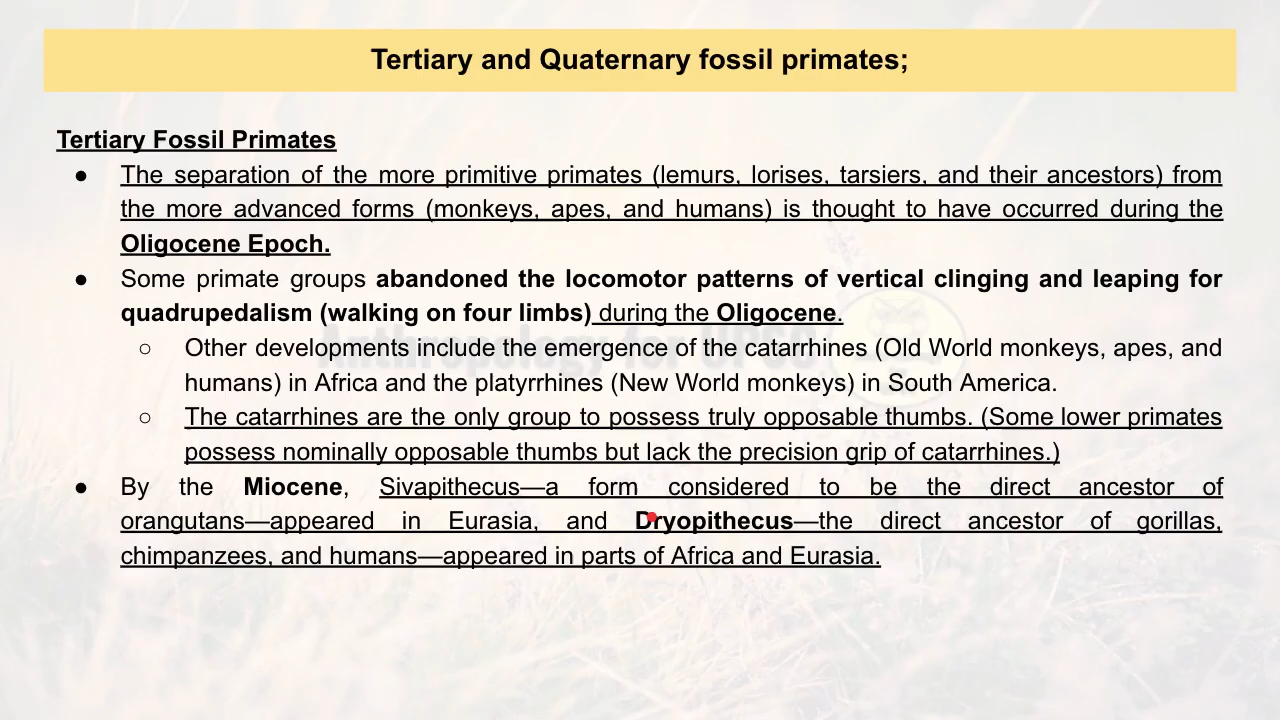 Tertiary and Quaternary fossil primates;
Tertiary Fossil Primates
● The separation of the more primitive primates (lemurs, lorises, tarsiers, and their ancestors) from
the more advanced forms (monkeys, apes, and humans) is thought to have occurred during the
Oligocene Epoch.
● Some primate groups abandoned the locomotor patterns of vertical clinging and leaping for
quadrupedalism (walking on four limbs) during the Oligocene.
○ Other developments include the emergence of the catarrhines (Old World monkeys, apes, and
humans) in Africa and the platyrrhines (New World monkeys) in South America.
○ The catarrhines are the only group to possess truly opposable thumbs. (Some lower primates
possess nominally opposable thumbs but lack the precision grip of catarrhines.)
● By the Miocene, Sivapithecus—a form considered to be the direct ancestor of
orangutans—appeared in Eurasia, and Dryopithecus—the direct ancestor of gorillas,
chimpanzees, and humans—appeared in parts of Africa and Eurasia.
Anthropology for UPSC